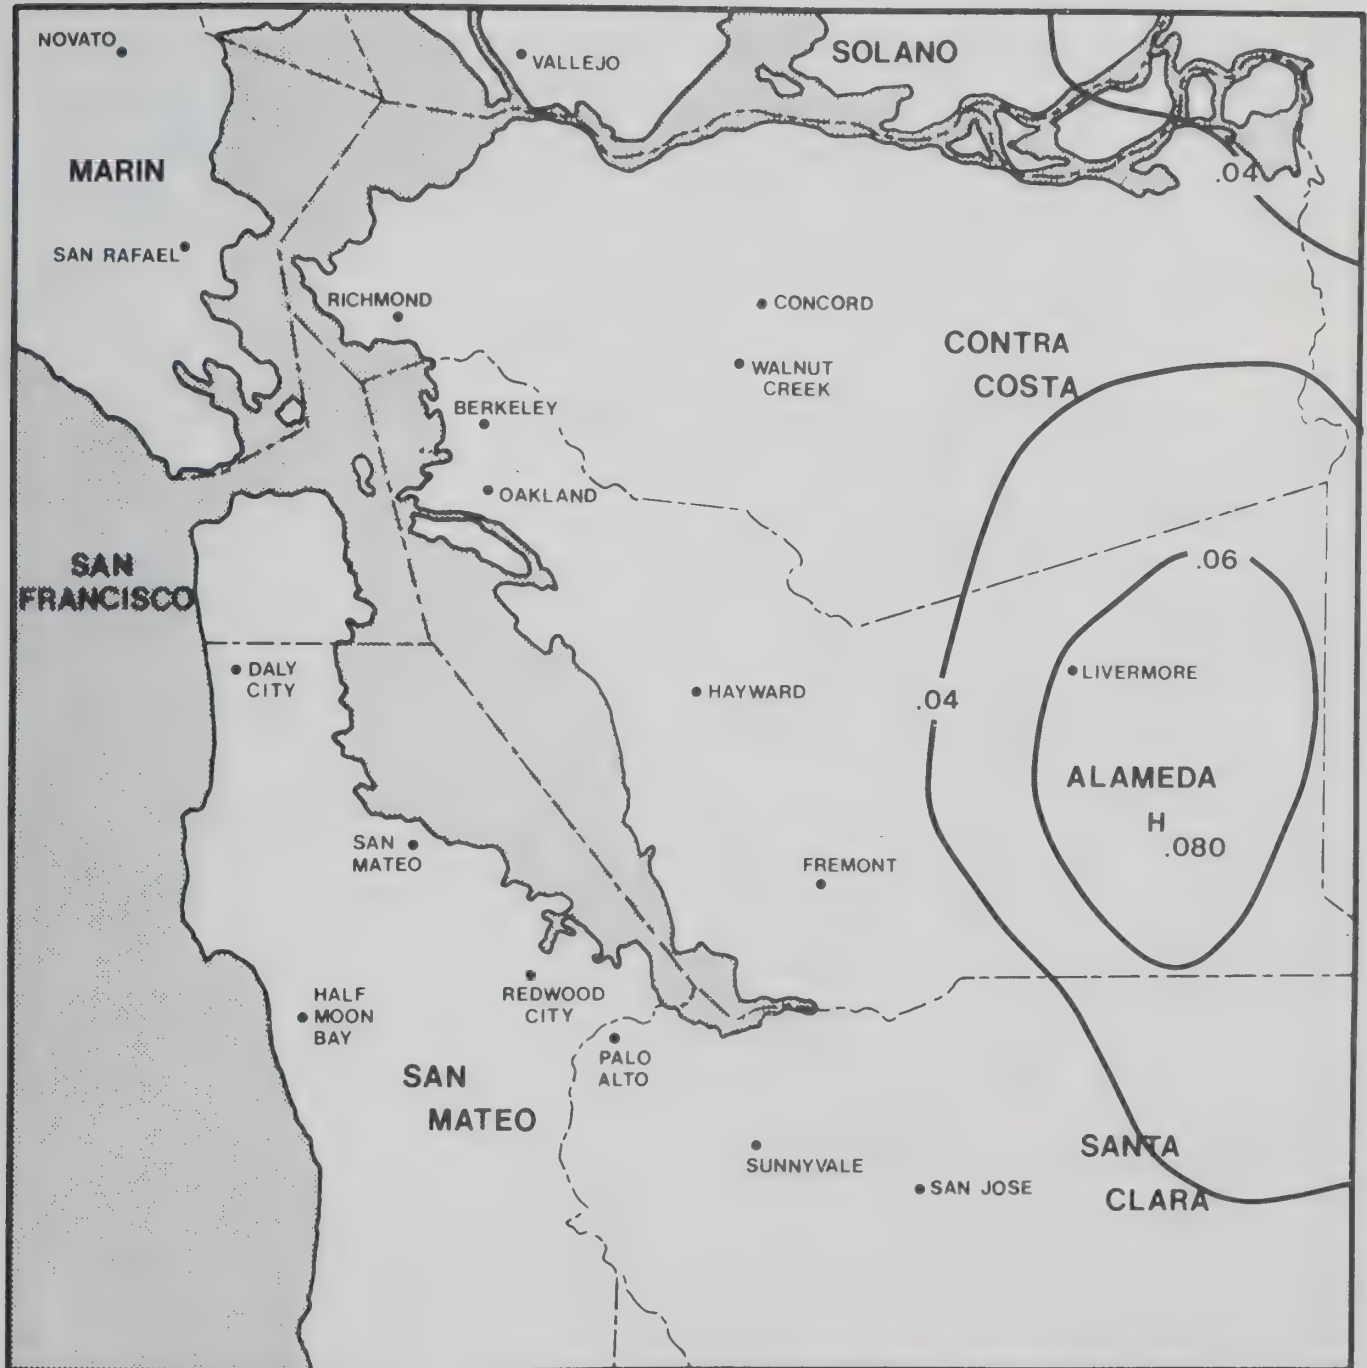 NOVATO
VALLEJO
SOLANO
MARIN
.04
SAN RAFAEL
RICHMOND
CONCORD
CONTRA
COSTA
WALNUT
CREEK
BERKELEY
OAKLAND
SAN
FRANCISCO
.06
DALY
CITY
HAYWARD
.04
LIVERMORE
ALAMEDA
H
.080
SAN
MATEO
FREMONT
HALF
MOON
BAY
REDWOOD
CITY
PALO
ALTO
SAN
MATEO
SUNNYVALE
SAN JOSE
SANTA
CLARA